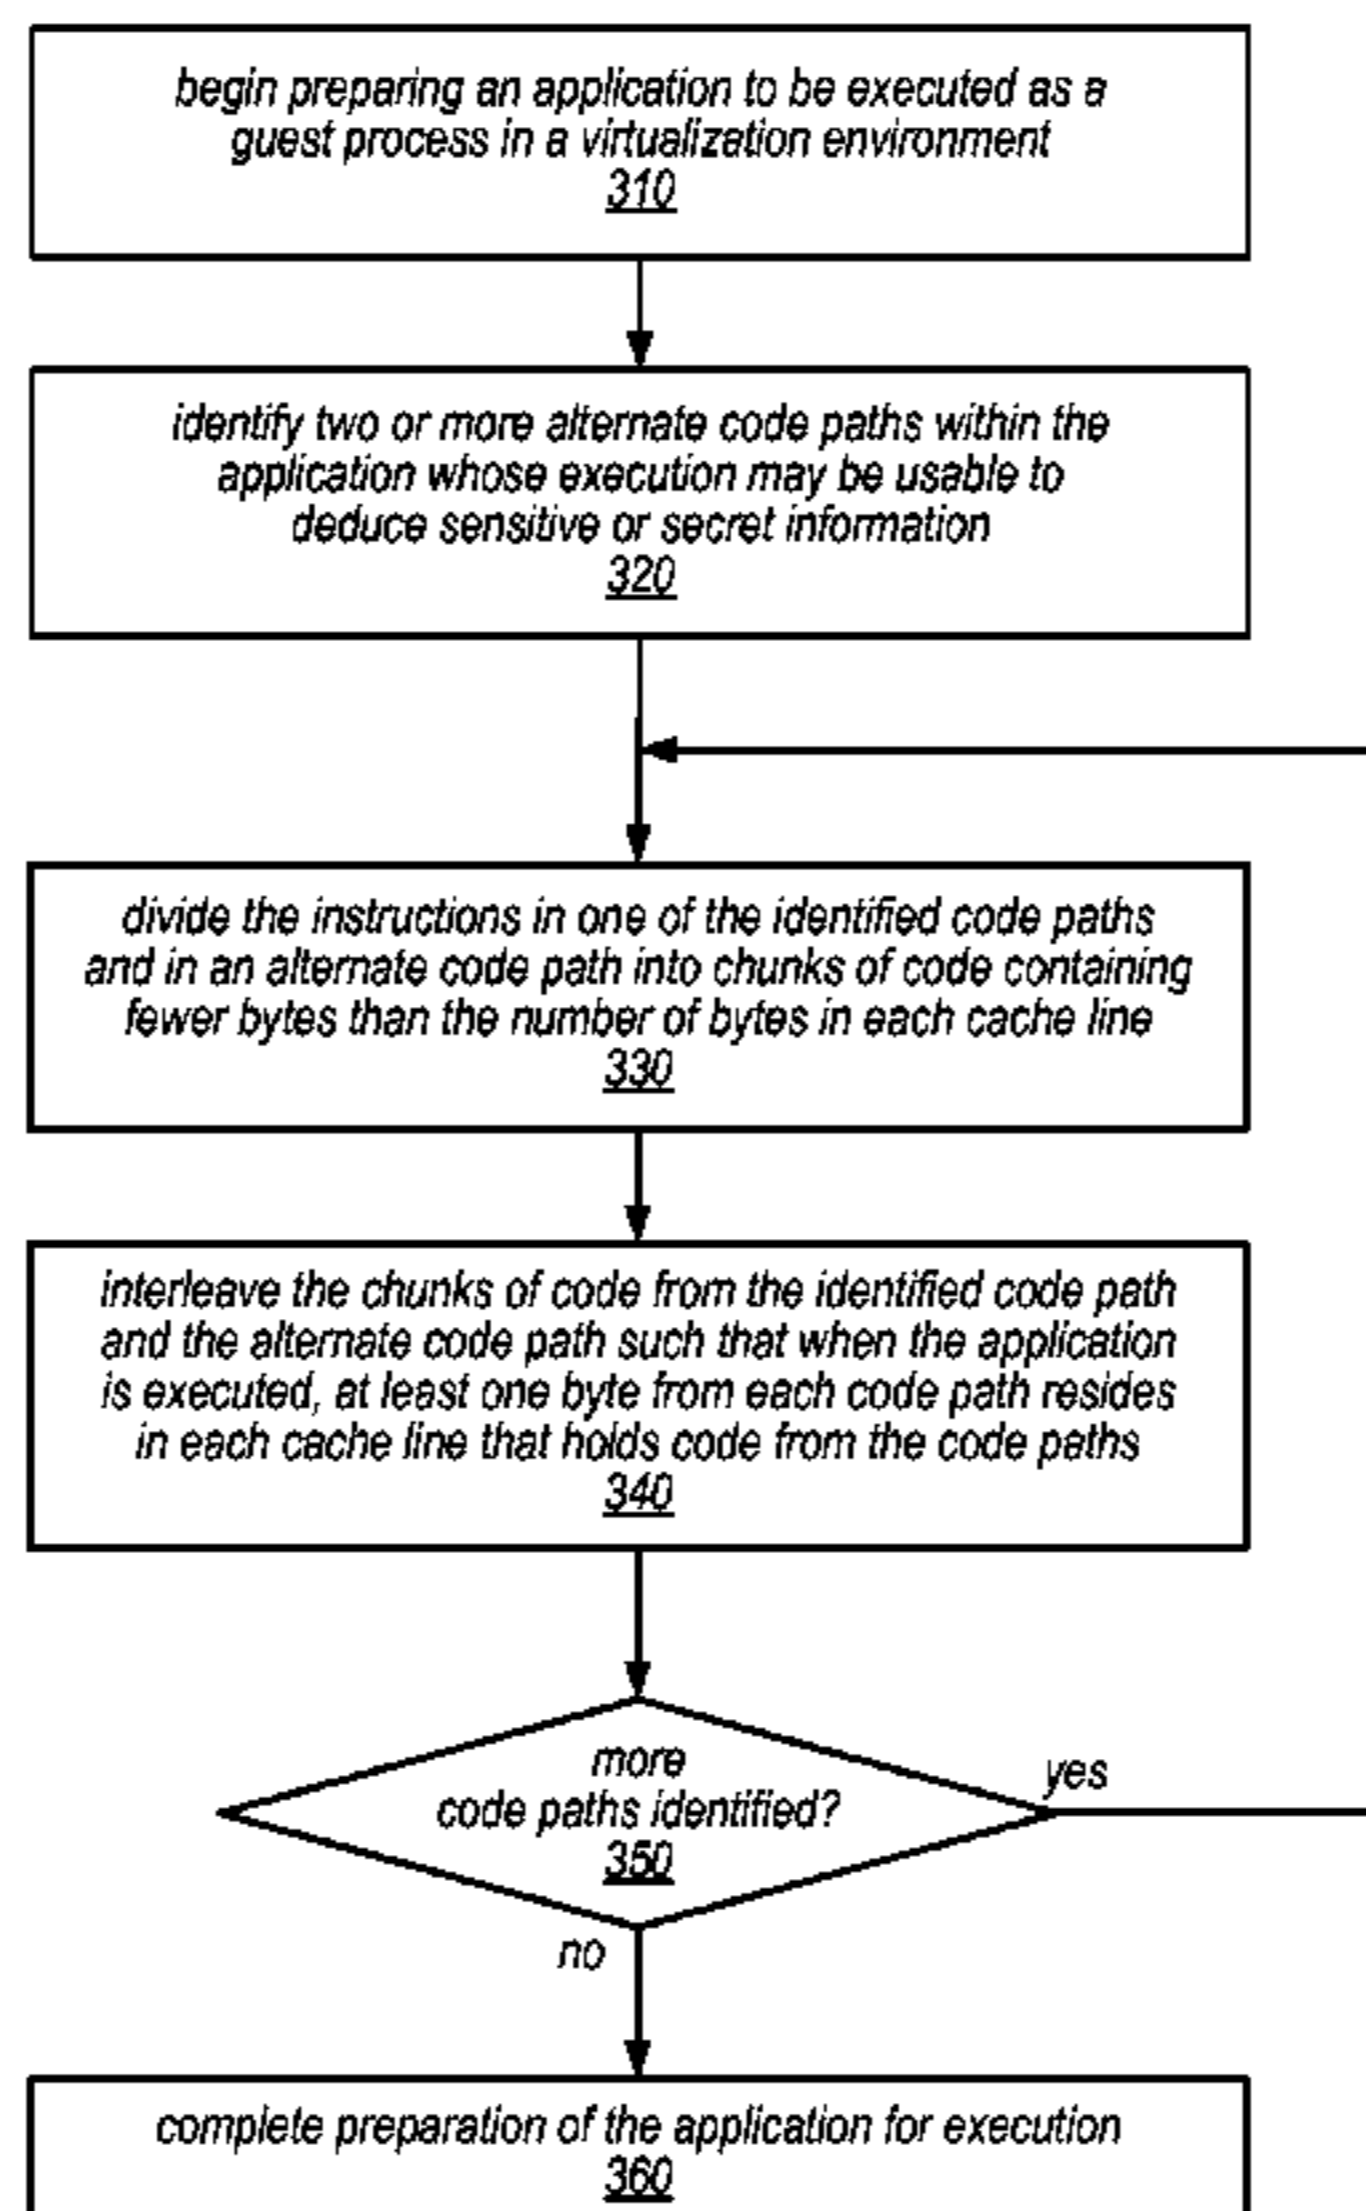 begin preparing an application to be executed as a
guest process in a virtualization environment
310
identify two or more alternate code paths within the
application whose execution may be usable to
deduce sensitive or secret information
320
divide the instructions in one of the identified code paths
and in an alternate code path into chunks of code containing
fewer bytes than the number of bytes in each cache line
330
interleave the chunks of code from the identified code path
and the alternate code path such that when the application
is executed, at least one byte from each code path resides
in each cache line that holds code from the code paths
340
more
code paths identified?
350
yes
no
complete preparation of the application for execution
360